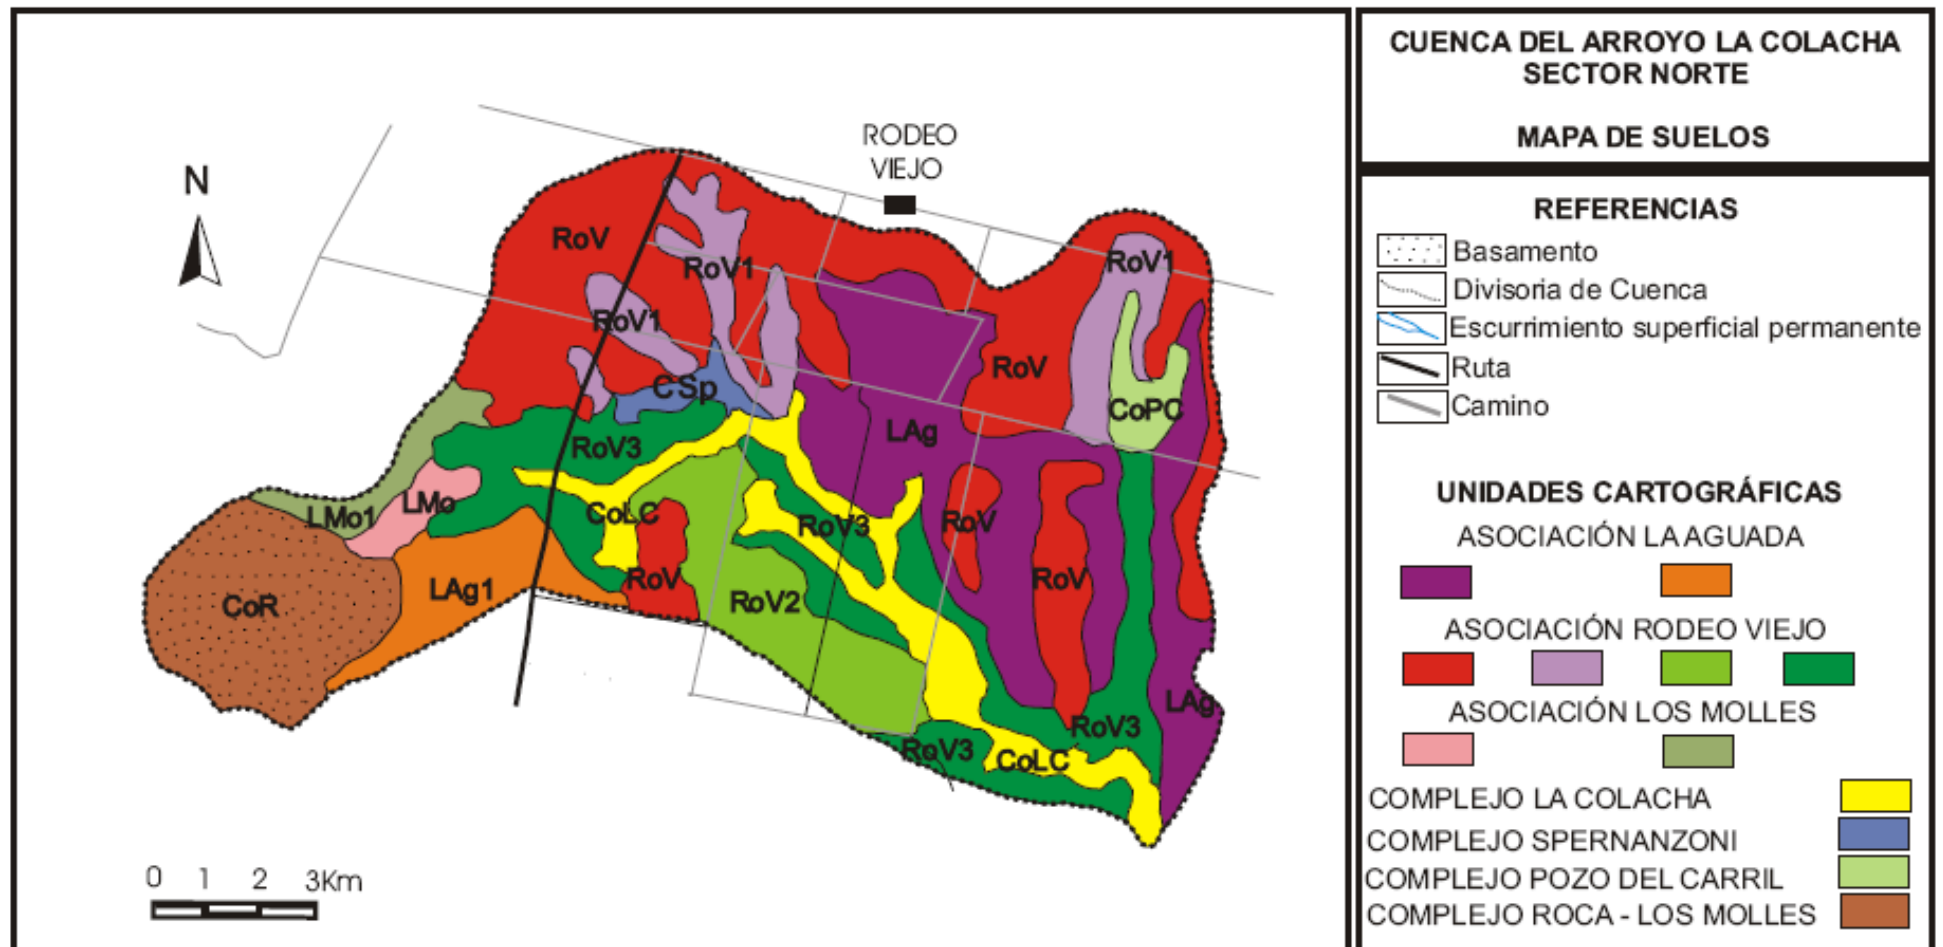 CUENCA DEL ARROYO LA COLACHA
SECTOR NORTE
MAPA DE SUELOS
REFERENCIAS
Basamento
Divisoria de Cuenca
Escurrimiento superficial permanente
Ruta
Camino
UNIDADES CARTOGRÁFICAS
ASOCIACIÓN LA AGUADA
ASOCIACIÓN RODEO VIEJO
ASOCIACIÓN LOS MOLLES
COMPLEJO LA COLACHA
COMPLEJO SPERNANZONI
COMPLEJO POZO DEL CARRIL
COMPLEJO ROCA - LOS MOLLES
RODEO
VIEJO
N
RoV
RoV1
RoV1
RoV1
RoV
CSp
CoPC
LAg
RoV3
LMo
LMo1
CoLC
RoV3
RoV
RoV
RoV
LAg1
CoR
RoV2
LAg
RoV3
RoV3
CoLC
0 1 2 3Km